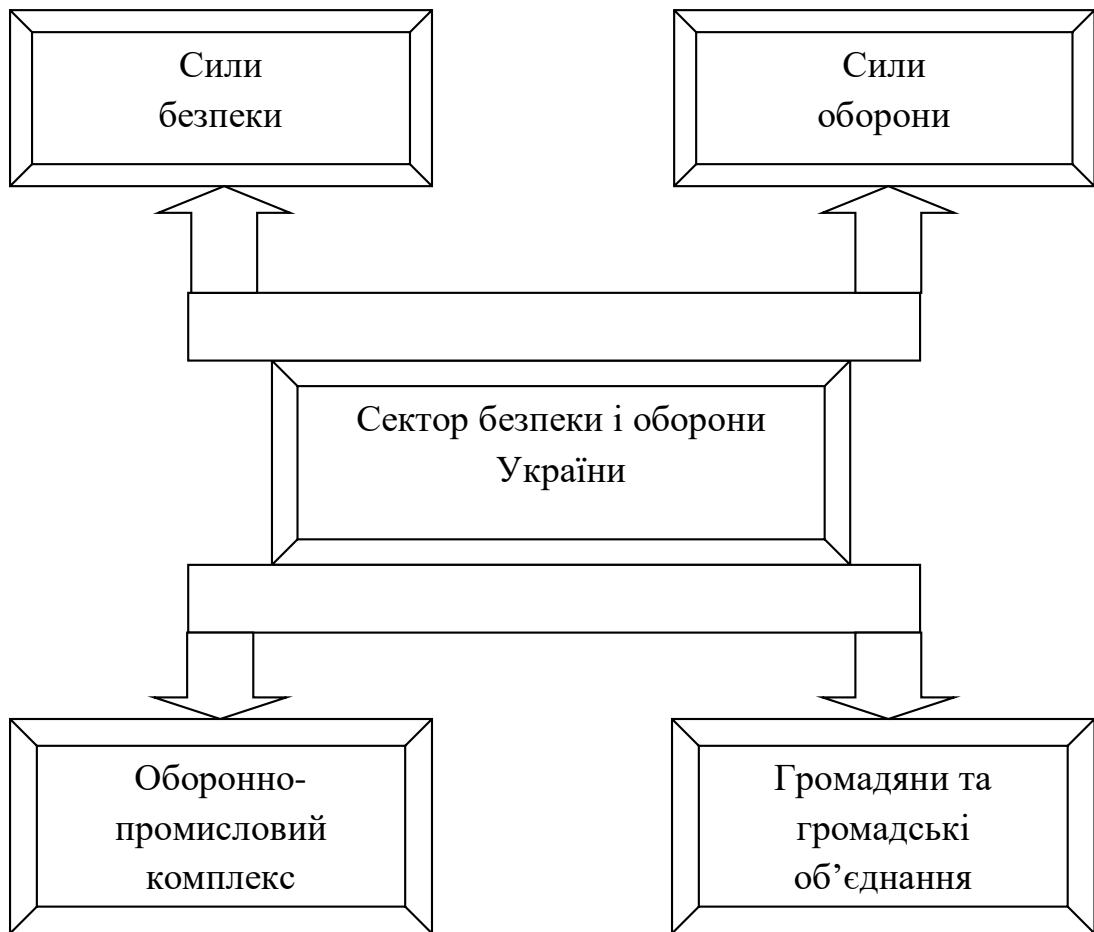 Сили
безпеки
Сили
оборони
Сектор безпеки і оборони
України
Оборонно-
промисловий
комплекс
Громадяни та
громадські
об’єднання